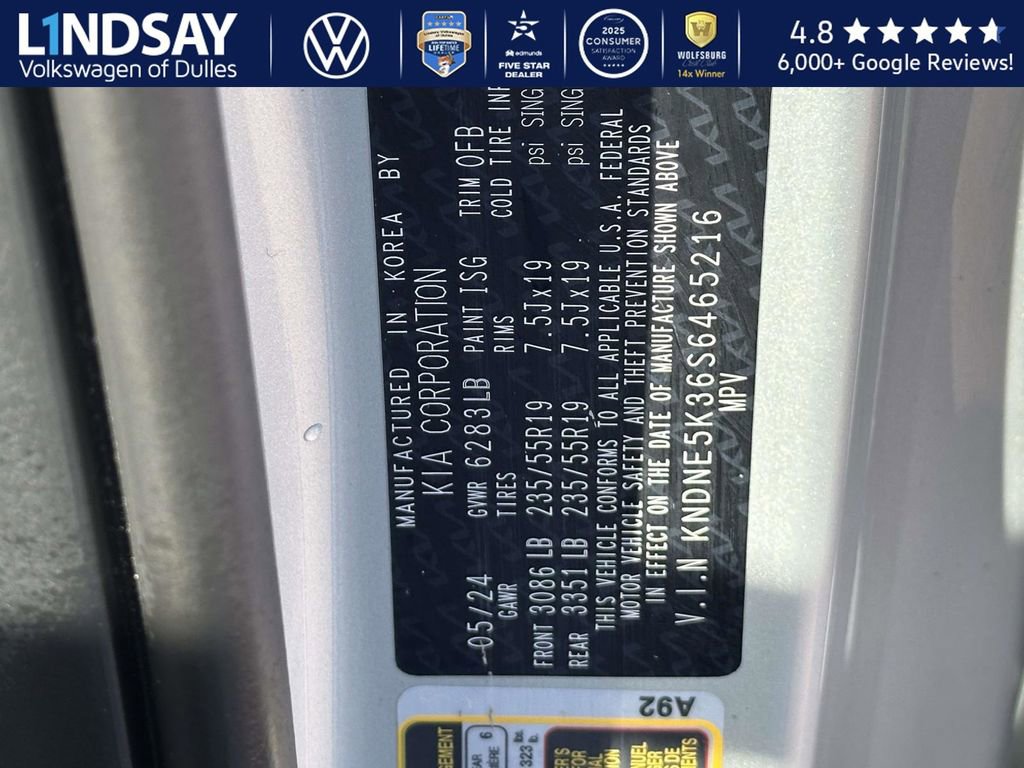 LINDSAY
Volkswagen of Dulles
LIFETIME
edmunds
FIVE STAR
DEALER
2025
CONSUMER
SATISFACTION
AWARD
WOLFSBURG
14x Winner
4.8
6,000+ Google Reviews!
MANUFACTURED IN KOREA BY
KIA CORPORATION
05/24 GVWR 6283LB PAINT ISG TRIM OFB
GAWR TIRES RIMS COLD TIRE INF
FRONT 3086 LB 235/55R19 7.5Jx19 psi SING
REAR 3351 LB 235/55R19 7.5Jx19 psi SING
THIS VEHICLE CONFORMS TO ALL APPLICABLE U.S.A. FEDERAL
MOTOR VEHICLE SAFETY AND THEFT PREVENTION STANDARDS
IN EFFECT ON THE DATE OF MANUFACTURE SHOWN ABOVE
V.I.N KNDNE5K36S6465216
MPV
A92